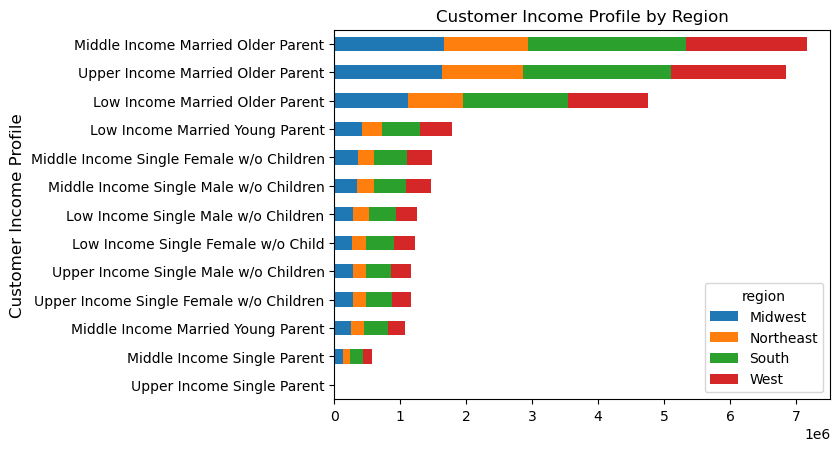 Customer Income Profile by Region
Customer Income Profile
Middle Income Married Older Parent
Upper Income Married Older Parent
Low Income Married Older Parent
Low Income Married Young Parent
Middle Income Single Female w/o Children
Middle Income Single Male w/o Children
Low Income Single Male w/o Children
Low Income Single Female w/o Child
Upper Income Single Male w/o Children
Upper Income Single Female w/o Children
Middle Income Married Young Parent
Middle Income Single Parent
Upper Income Single Parent
region
Midwest
Northeast
South
West
0 1 2 3 4 5 6 7
1e6